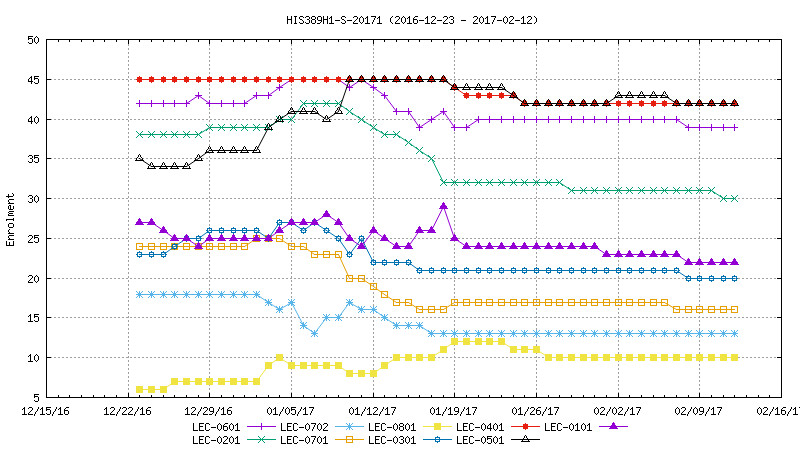 HIS389H1-S-20171 (2016-12-23 - 2017-02-12)
50
45
40
35
30
25
20
15
10
5
Enrolment
12/15/16 12/22/16 12/29/16 01/05/17 01/12/17 01/19/17 01/26/17 02/02/17 02/09/17 02/16/1
LEC-0601 LEC-0702 LEC-0801 LEC-0401 LEC-0101
LEC-0201 LEC-0701 LEC-0301 LEC-0501